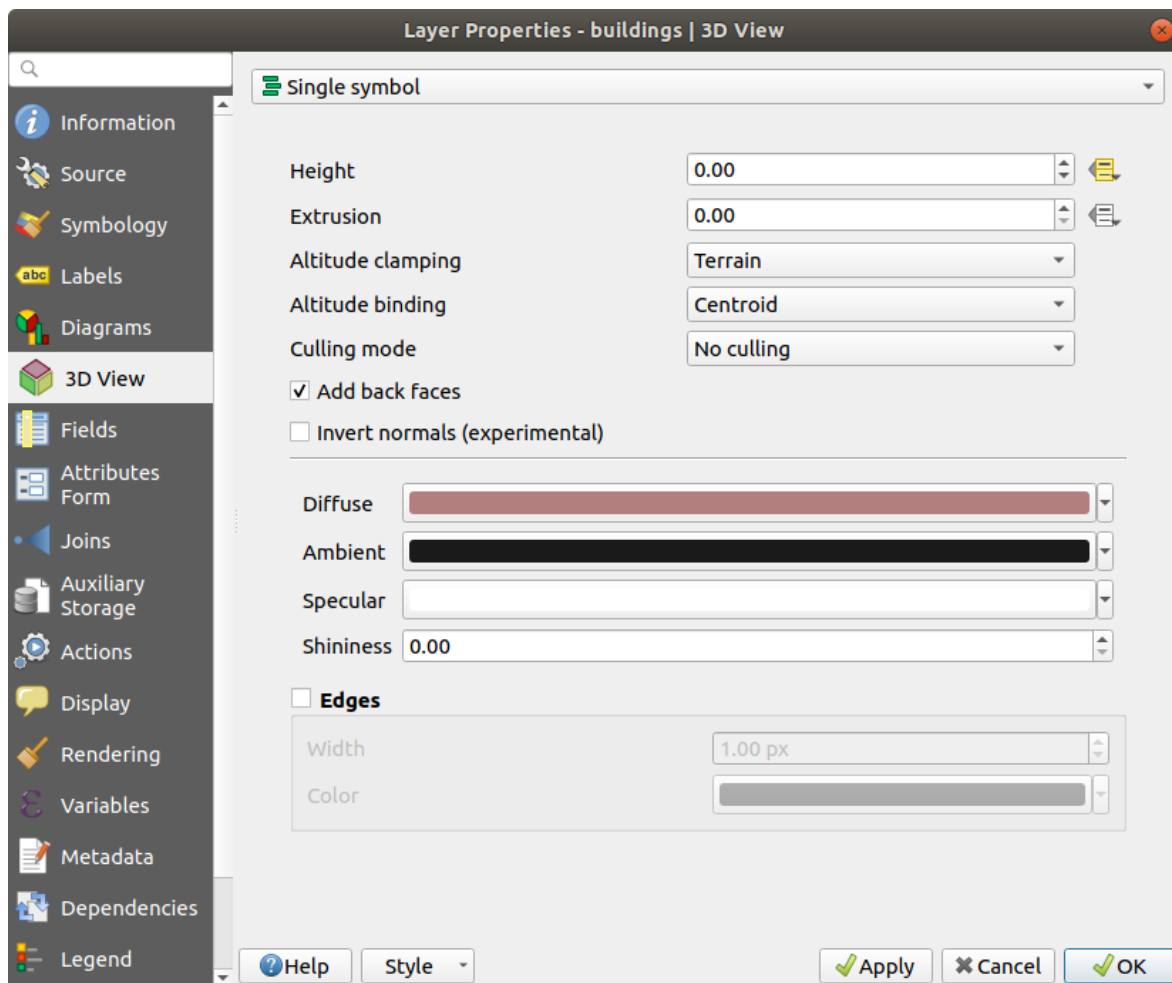 Layer Properties - buildings | 3D View
Single symbol
Information
Source
Symbology
abc Labels
Diagrams
3D View
Fields
Attributes
Form
Joins
Auxiliary
Storage
Actions
Display
Rendering
Variables
Metadata
Dependencies
Legend
Height 0.00
Extrusion 0.00
Altitude clamping Terrain
Altitude binding Centroid
Culling mode No culling
Add back faces
Invert normals (experimental)
Diffuse
Ambient
Specular
Shininess 0.00
Edges
Width 1.00 px
Color
Help Style Apply Cancel OK